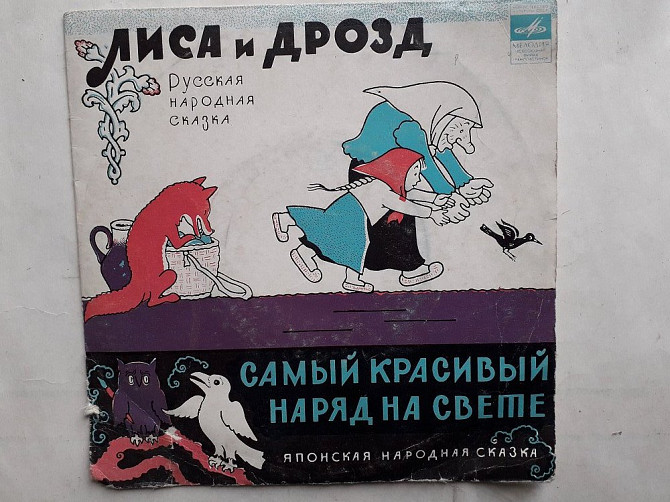 ЛИСА И ДРОЗД
РУССКАЯ
НАРОДНАЯ
СКАЗКА
МЕЛОДИЯ
САМЫЙ КРАСИВЫЙ
НАРЯД НА СВЕТЕ
ЯПОНСКАЯ НАРОДНАЯ СКАЗКА